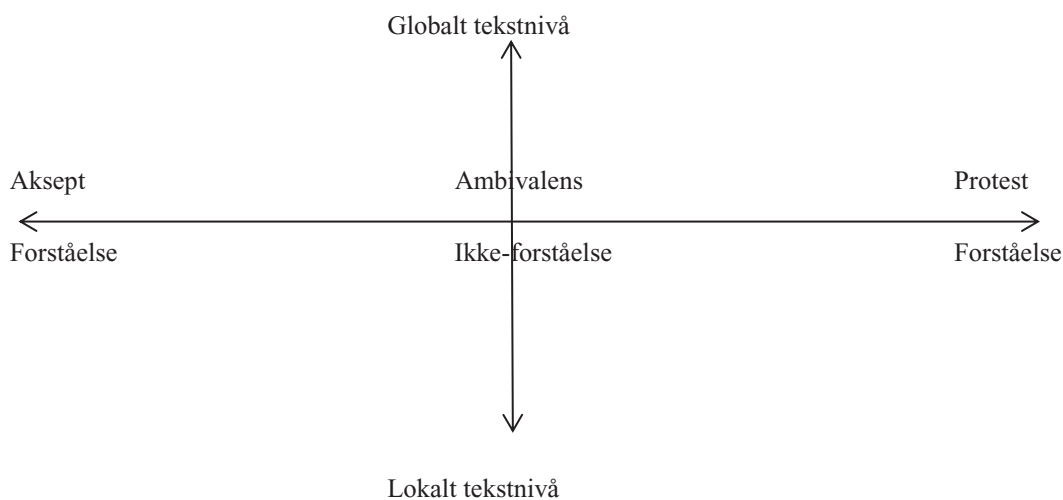 Globalt tekstnivå
Aksept Ambivalens Protest
Forståelse Ikke-forståelse Forståelse
Lokalt tekstnivå